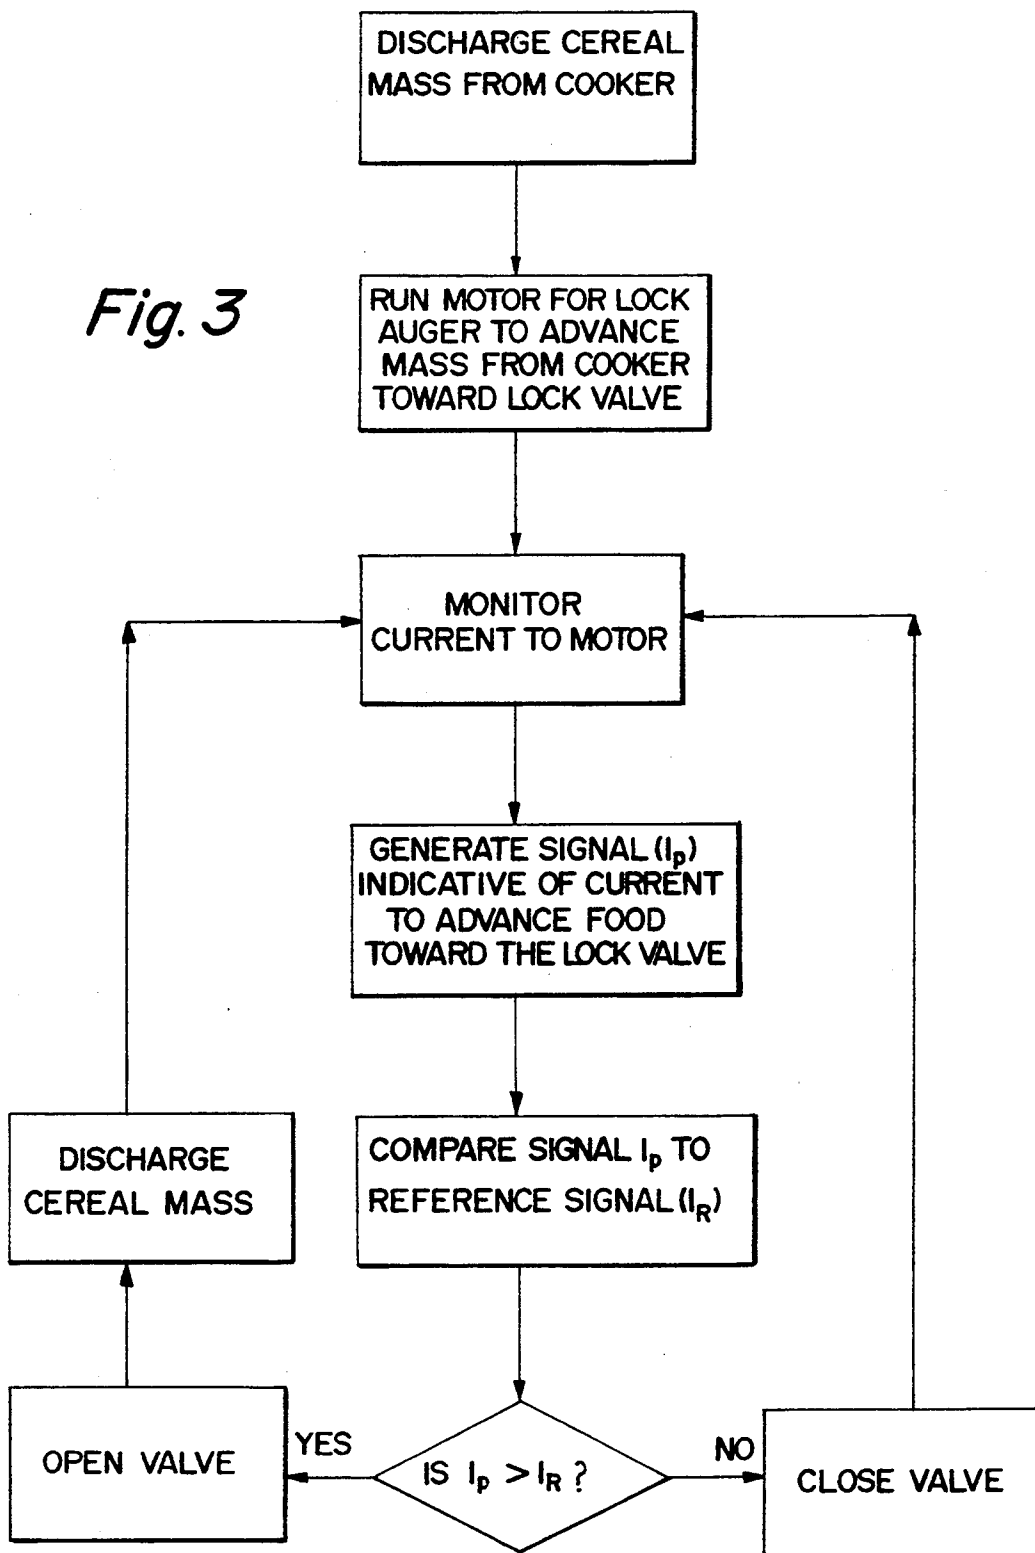 DISCHARGE CEREAL
MASS FROM COOKER
Fig. 3
RUN MOTOR FOR LOCK
AUGER TO ADVANCE
MASS FROM COOKER
TOWARD LOCK VALVE
MONITOR
CURRENT TO MOTOR
GENERATE SIGNAL (Ip)
INDICATIVE OF CURRENT
TO ADVANCE FOOD
TOWARD THE LOCK VALVE
COMPARE SIGNAL Ip TO
REFERENCE SIGNAL (IR)
DISCHARGE
CEREAL MASS
OPEN VALVE
YES
IS Ip > IR ?
NO
CLOSE VALVE